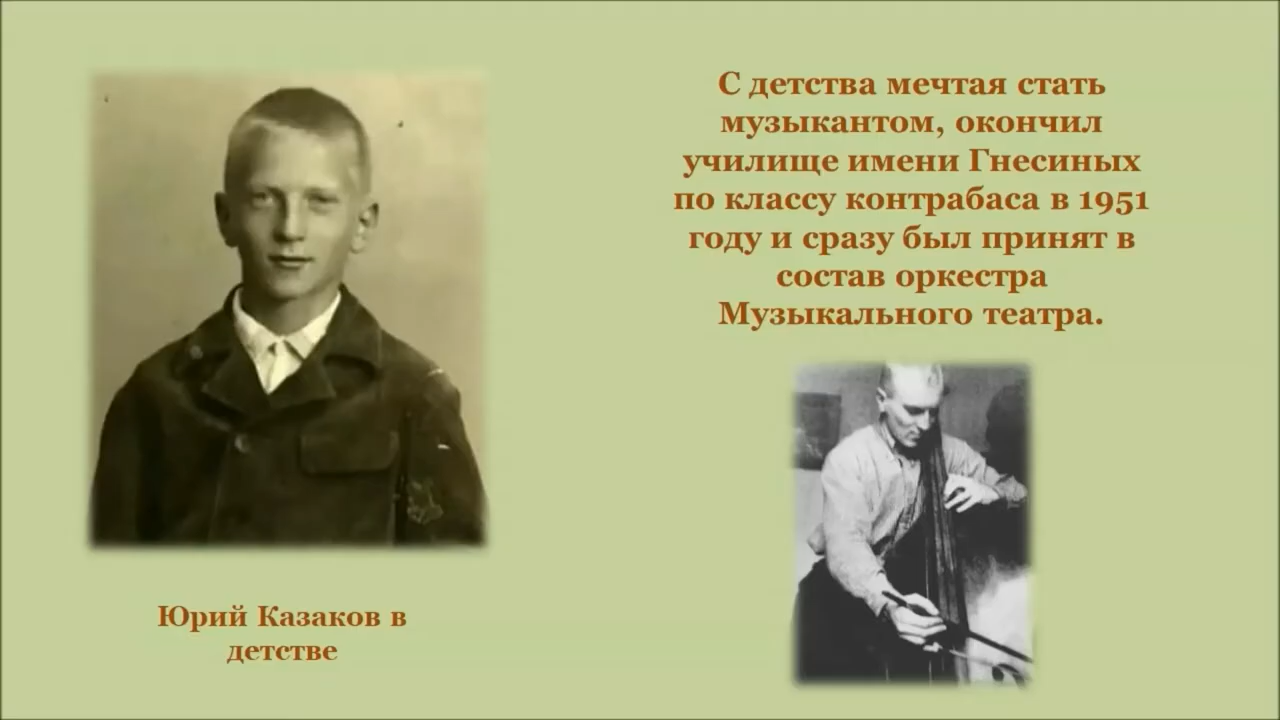 С детства мечтая стать
музыкантом, окончил
училище имени Гнесиных
по классу контрабаса в 1951
году и сразу был принят в
состав оркестра
Музыкального театра.
Юрий Казаков в
детстве